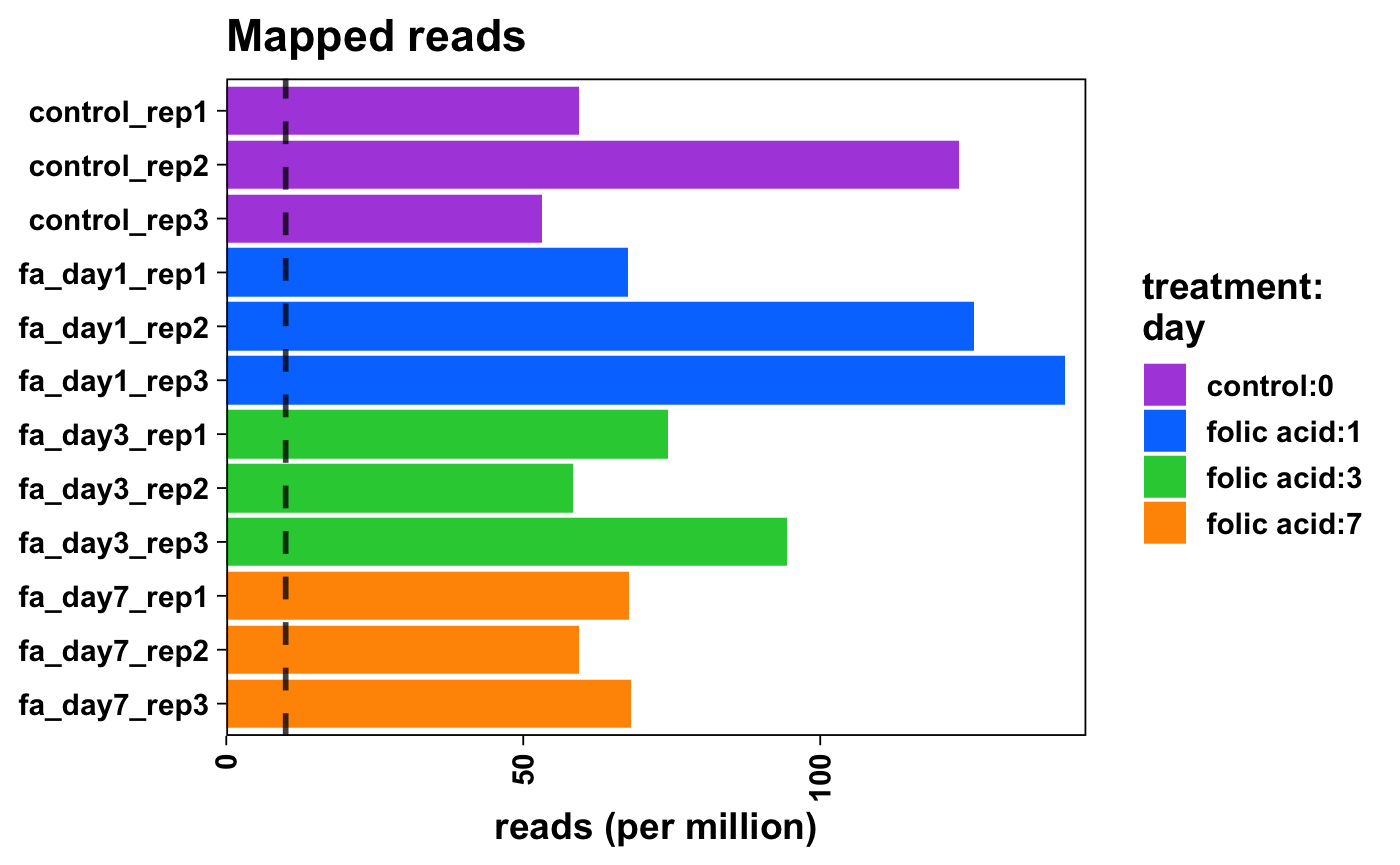 Mapped reads
control_rep1
control_rep2
control_rep3
fa_day1_rep1
fa_day1_rep2
fa_day1_rep3
fa_day3_rep1
fa_day3_rep2
fa_day3_rep3
fa_day7_rep1
fa_day7_rep2
fa_day7_rep3
0
50
100
reads (per million)
treatment:
day
control:0
folic acid:1
folic acid:3
folic acid:7